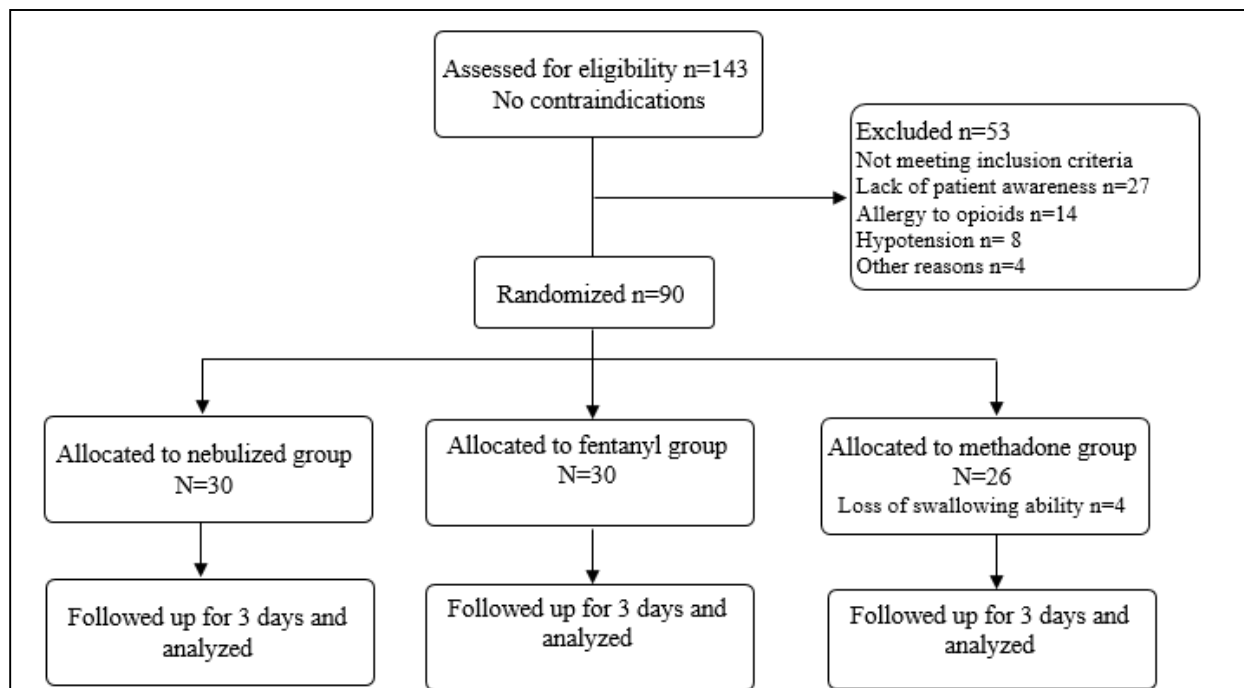 Assessed for eligibility n=143
No contraindications
Excluded n=53
Not meeting inclusion criteria
Lack of patient awareness n=27
Allergy to opioids n=14
Hypotension n= 8
Other reasons n=4
Randomized n=90
Allocated to nebulized group
N=30
Allocated to fentanyl group
N=30
Allocated to methadone group
N=26
Loss of swallowing ability n=4
Followed up for 3 days and
analyzed
Followed up for 3 days and
analyzed
Followed up for 3 days and
analyzed